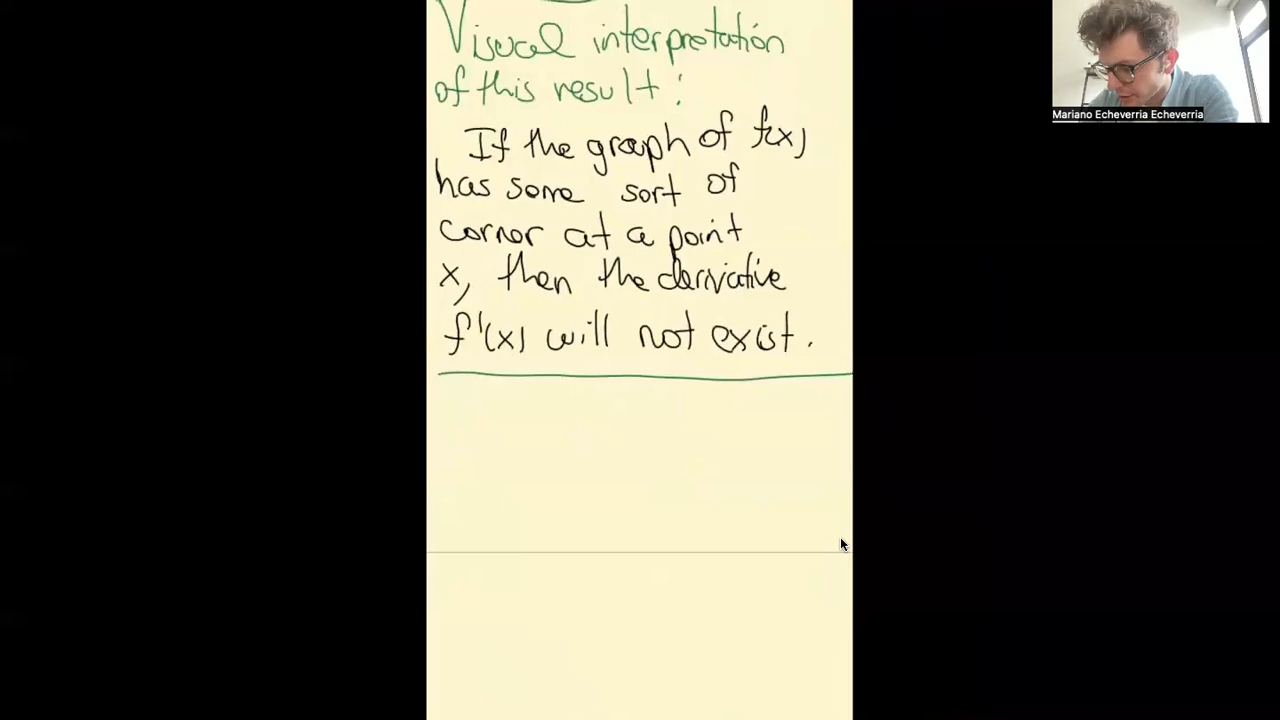 Visual interpretation
of this result:
If the graph of f(x)
has some sort of
corner at a point
x, then the derivative
f'(x) will not exist.
Mariano Echeverria Echeverria